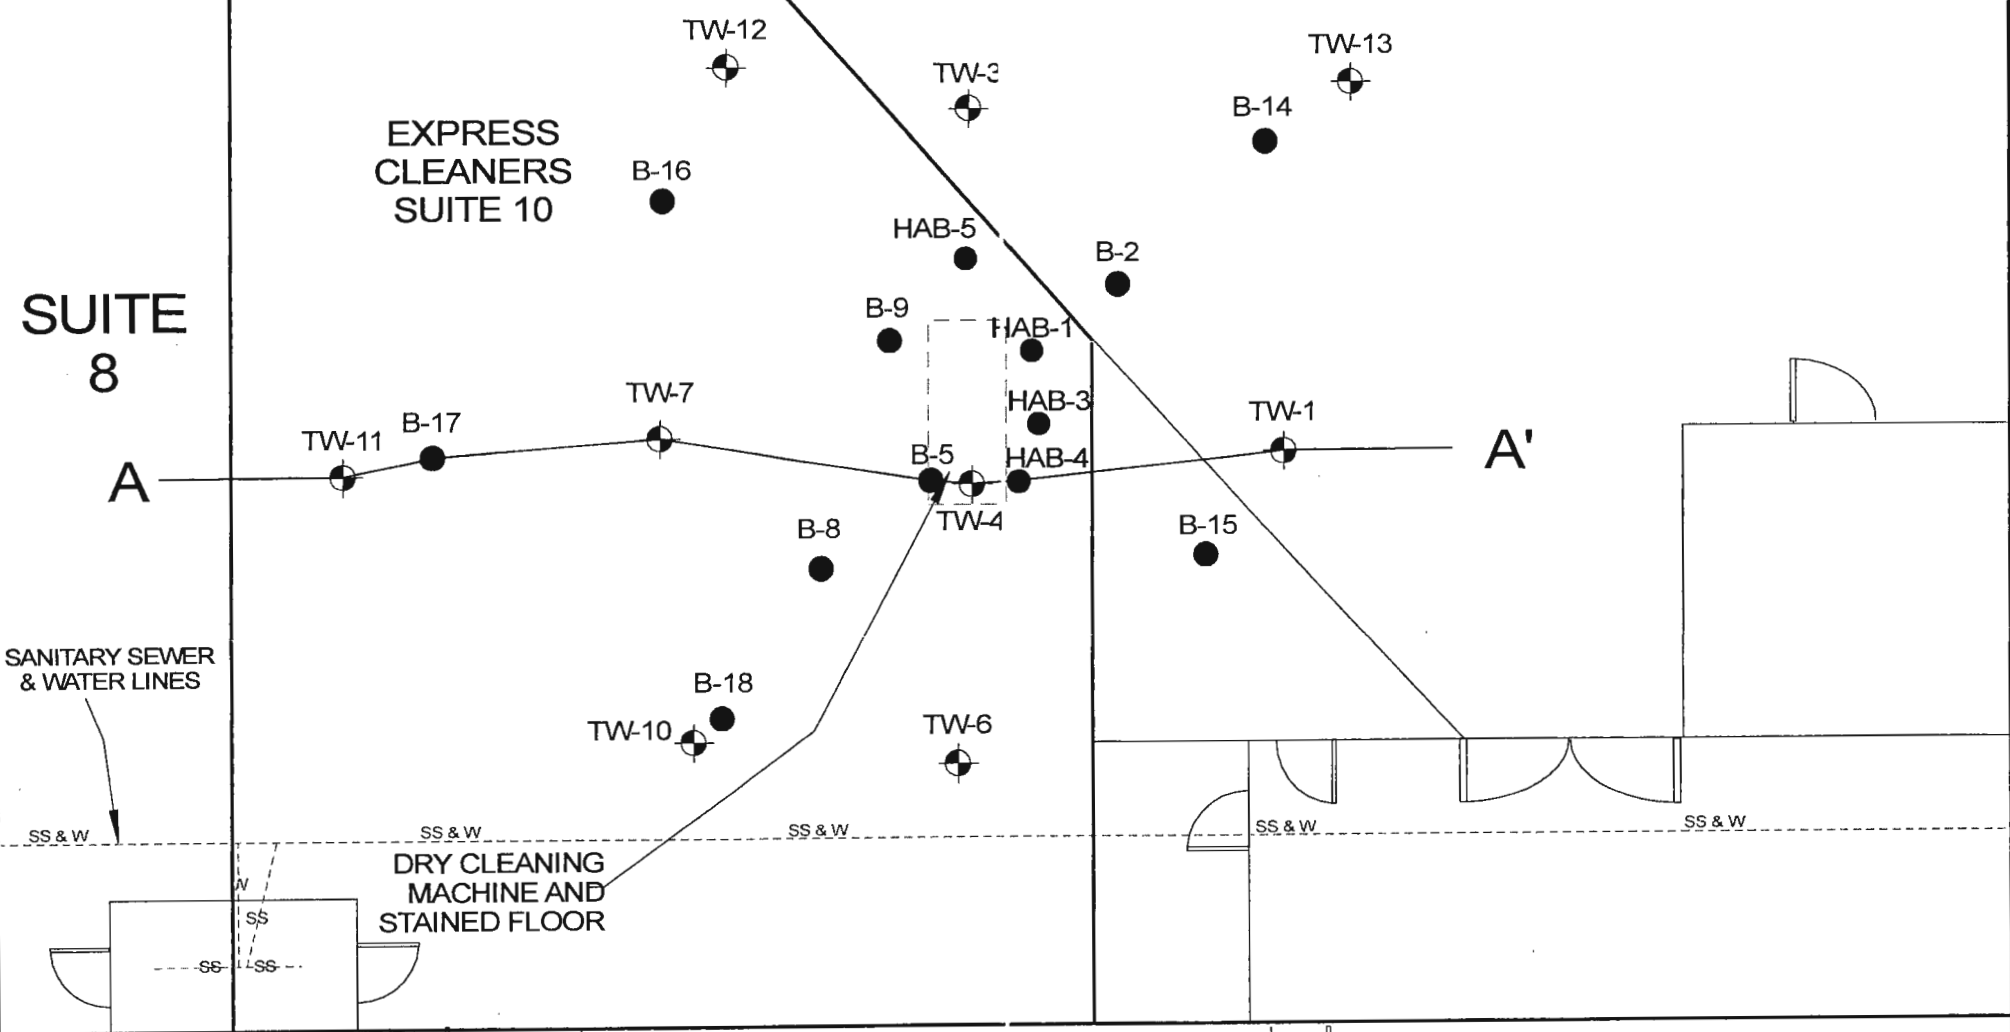 TW-12
TW-13
TW-3
B-14
EXPRESS
CLEANERS
SUITE 10
B-16
HAB-5
B-2
SUITE
8
B-9
HAB-1
TW-7
HAB-3
TW-1
B-17
TW-11
A'
B-5
HAB-4
A
TW-4
B-15
B-8
SANITARY SEWER
& WATER LINES
B-18
TW-10
TW-6
SS & W
SS & W
SS & W
SS & W
SS & W
DRY CLEANING
MACHINE AND
STAINED FLOOR
W
SS
SS
SS